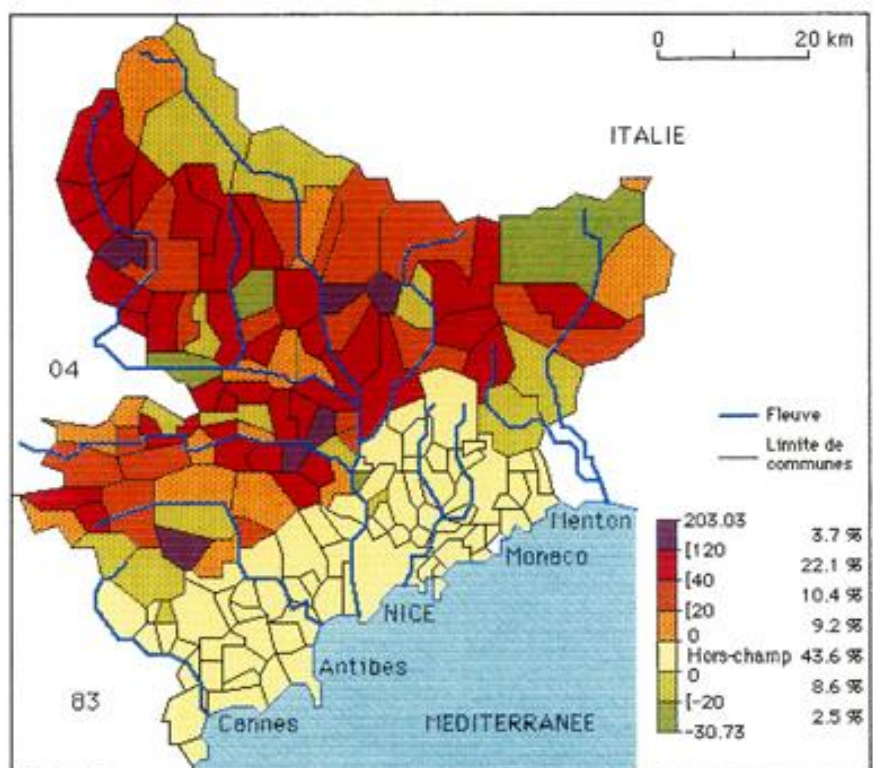 0 20 km
ITALIE
04
Fleuve
Limite de
communes
Menton
Monaco
NICE
Antibes
83
Cannes
MEDITERRANEE
203.03
3.7 %
[120
22.1 %
[40
10.4 %
[20
9.2 %
0
Hors-champ 43.6 %
0
8.6 %
[-20
2.5 %
-30.73